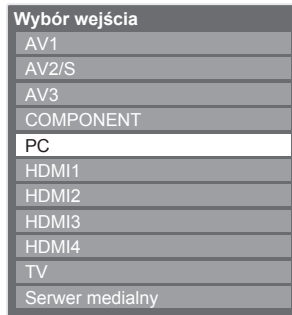 Wybór wejścia
AV1
AV2/S
AV3
COMPONENT
PC
HDMI1
HDMI2
HDMI3
HDMI4
TV
Serwer medialny